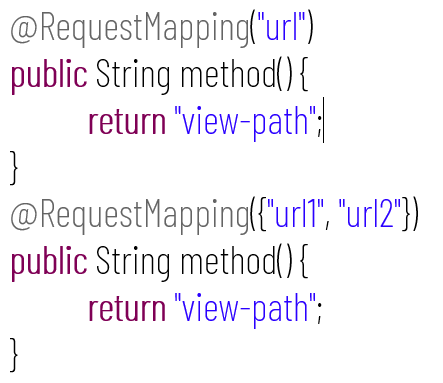 @RequestMapping("url")
public String method() {
return "view-path";
}
@RequestMapping({"url1", "url2"})
public String method() {
return "view-path";
}